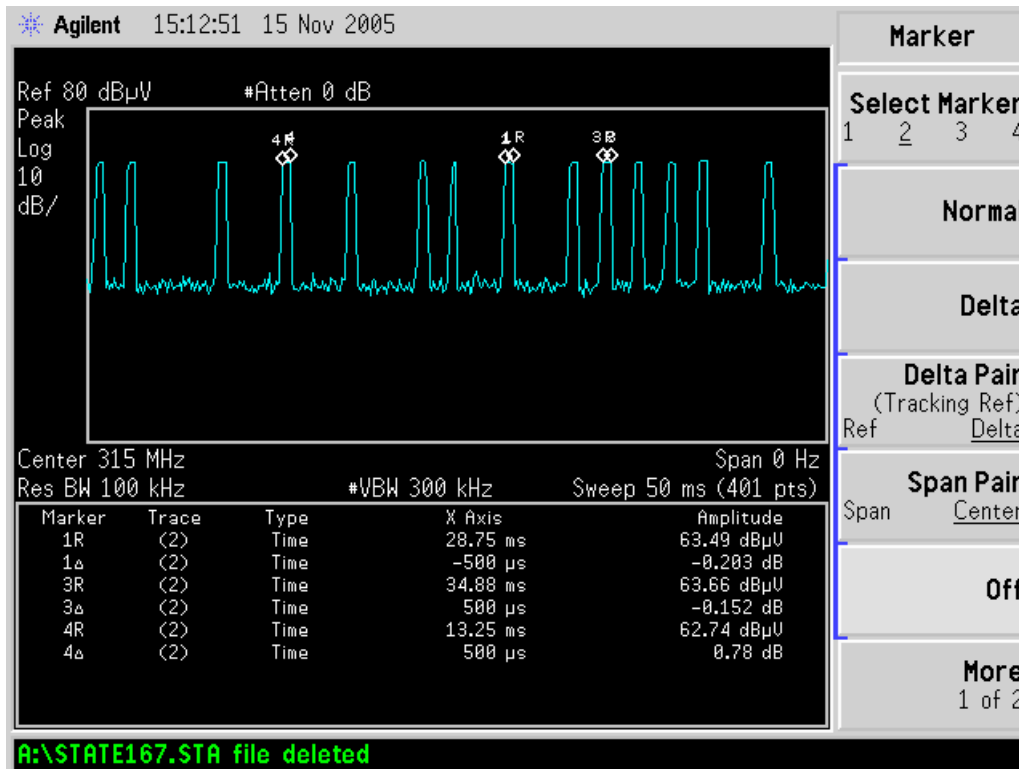 Agilent 15:12:51 15 Nov 2005
Ref 80 dBµV #Atten 0 dB
Peak
Log
10
dB/
4R 1R 3R
Center 315 MHz Span 0 Hz
Res BW 100 kHz #VBW 300 kHz Sweep 50 ms (401 pts)
Marker Trace Type X Axis Amplitude
1R (2) Time 28.75 ms 63.49 dBµV
1Δ (2) Time -500 µs -0.203 dB
3R (2) Time 34.88 ms 63.66 dBµV
3Δ (2) Time 500 µs -0.152 dB
4R (2) Time 13.25 ms 62.74 dBµV
4Δ (2) Time 500 µs 0.78 dB
A:\STATE167.STA file deleted
Marker
Select Marker
1 2 3 4
Normal
Delta
Delta Pair
(Tracking Ref)
Ref Delta
Span Pair
Span Center
Off
More
1 of 2